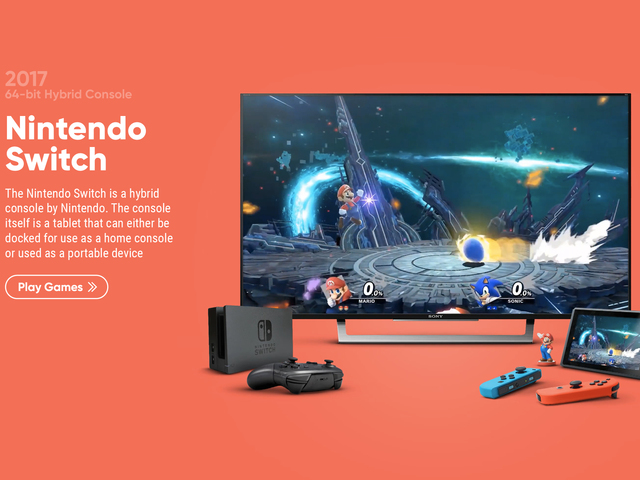 2017
64-bit Hybrid Console
Nintendo
Switch
The Nintendo Switch is a hybrid
console by Nintendo. The console
itself is a tablet that can either be
docked for use as a home console
or used as a portable device
Play Games
0.0%
MARIO
0.0%
SONIC
SONY
NINTENDO
SWITCH